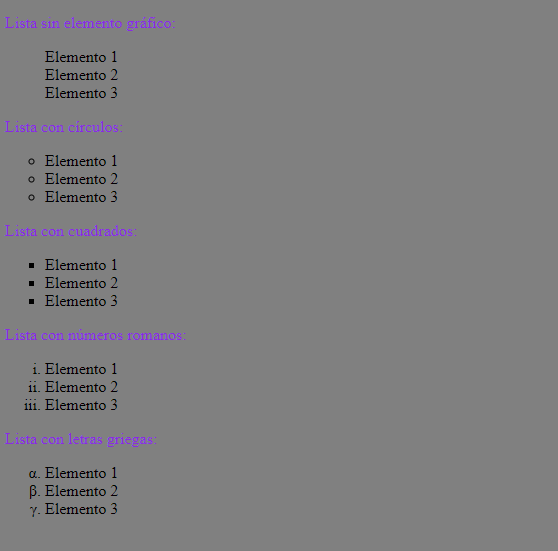 Lista sin elemento gráfico:
Elemento 1
Elemento 2
Elemento 3
Lista con círculos:
Elemento 1
Elemento 2
Elemento 3
Lista con cuadrados:
Elemento 1
Elemento 2
Elemento 3
Lista con números romanos:
i. Elemento 1
ii. Elemento 2
iii. Elemento 3
Lista con letras griegas:
α. Elemento 1
β. Elemento 2
γ. Elemento 3